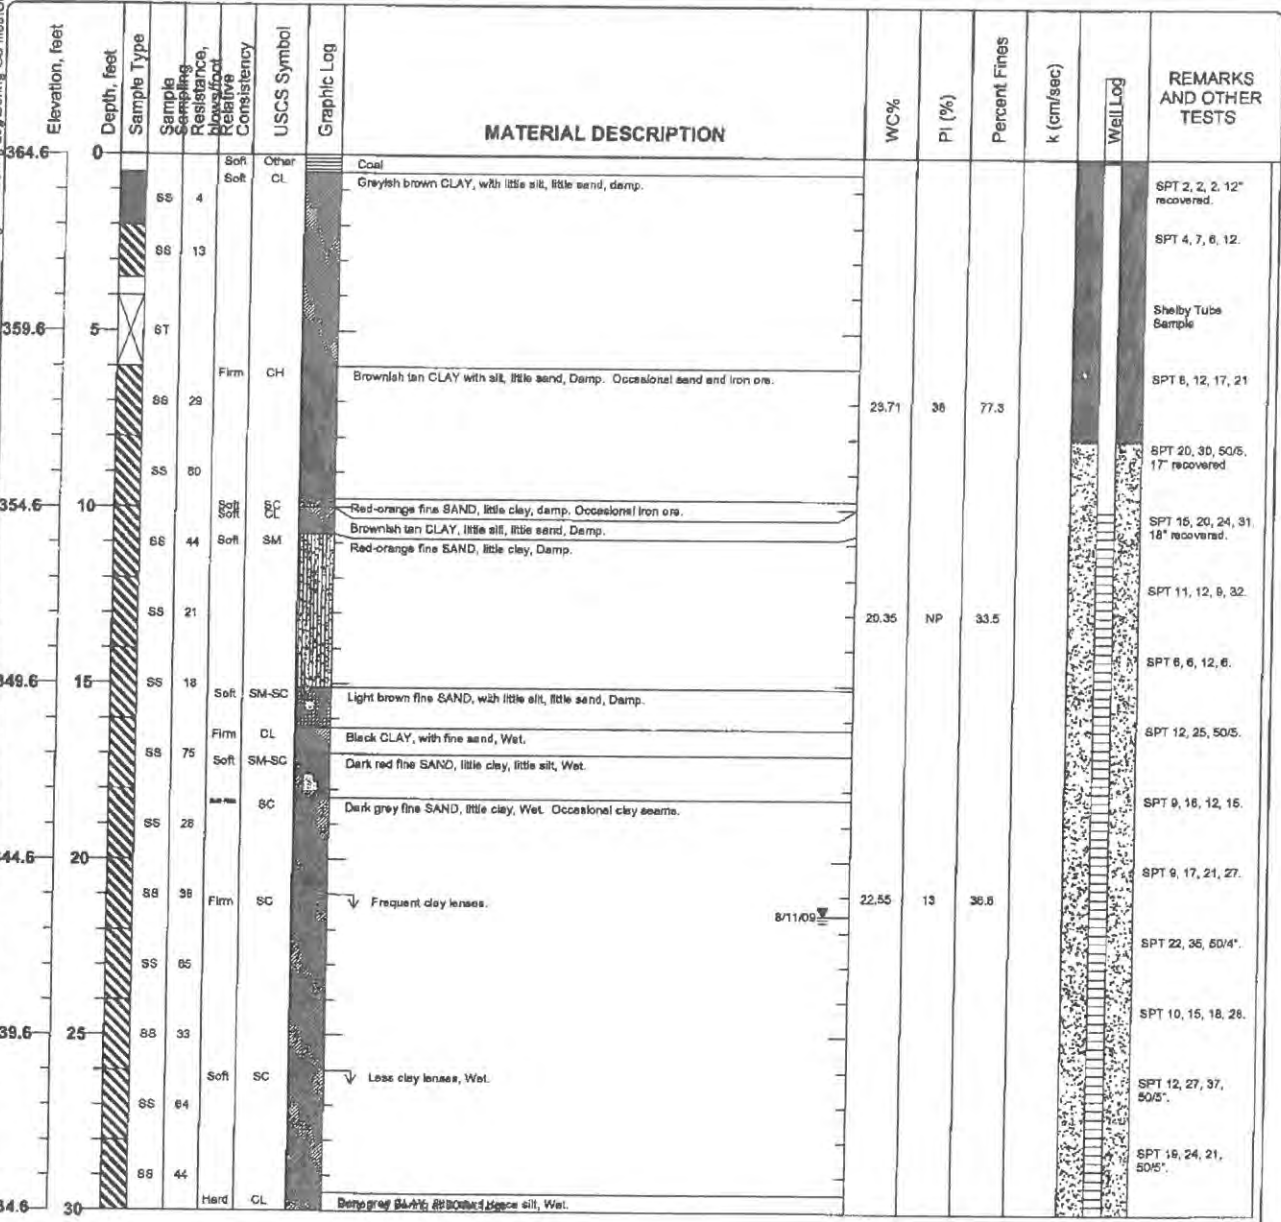 Elevation, feet
Depth, feet
Sample Type
Sample
Sampling
Resistance,
blows/foot
Relative
Consistency
USCS Symbol
Graphic Log
MATERIAL DESCRIPTION
WC%
PI (%)
Percent Fines
k (cm/sec)
Well Log
REMARKS
AND OTHER
TESTS
364.6 0
Soft Other Coal
Soft CL Greyish brown CLAY, with little silt, little sand, damp.
SS 4 SPT 2, 2, 2. 12"
recovered.
SS 13 SPT 4, 7, 6, 12.
359.6 5 ST Shelby Tube
Sample
Firm CH Brownish tan CLAY with silt, little sand, Damp. Occasional sand and iron ore.
SS 29 23.71 38 77.3 SPT 8, 12, 17, 21
SS 80 SPT 20, 30, 50/5.
17" recovered
354.6 10 Soft SC Red-orange fine SAND, little clay, damp. Occasional iron ore.
Soft CL Brownish tan CLAY, little silt, little sand, Damp.
SS 44 Soft SM Red-orange fine SAND, little clay, Damp.
SPT 15, 20, 24, 31.
18" recovered.
SS 21 20.35 NP 33.5 SPT 11, 12, 9, 32.
349.6 15 SS 18 SPT 6, 6, 12, 6.
Soft SM-SC Light brown fine SAND, with little silt, little sand, Damp.
Firm CL Black CLAY, with fine sand, Wet.
SS 75 SPT 12, 25, 50/5.
Soft SM-SC Dark red fine SAND, little clay, little silt, Wet.
SC Dark grey fine SAND, little clay, Wet. Occasional clay seams.
SS 28 SPT 9, 16, 12, 15.
44.6 20
SS 38 SPT 9, 17, 21, 27.
Firm SC Frequent clay lenses. 22.55 13 38.8
8/11/09
SS 85 SPT 22, 35, 50/4".
39.6 25 SS 33 SPT 10, 15, 18, 28.
Soft SC Less clay lenses, Wet.
SS 64 SPT 12, 27, 37,
50/5".
SS 44 SPT 19, 24, 21,
50/5".
34.6 30 Hard CL silt, Wet.